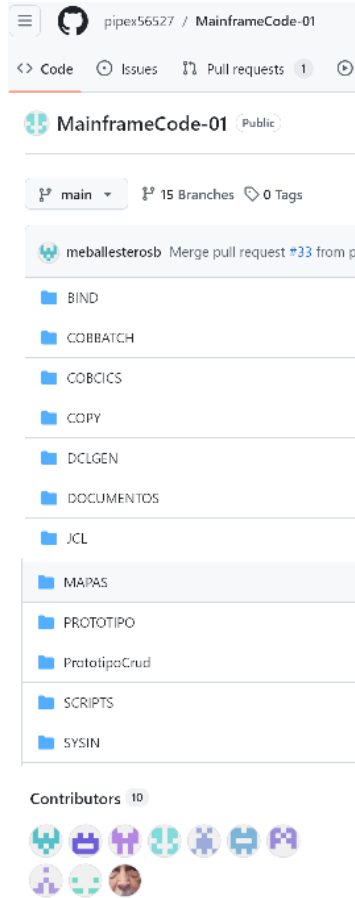 pipex56527 / MainframeCode-01
Code Issues Pull requests 1
MainframeCode-01 Public
main 15 Branches 0 Tags
meballesterosb Merge pull request #33 from p
BIND
COBBATCH
COBCICS
COPY
DCLGEN
DOCUMENTOS
JCL
MAPAS
PROTOTIPO
PrototipoCrud
SCRIPTS
SYSIN
Contributors 10